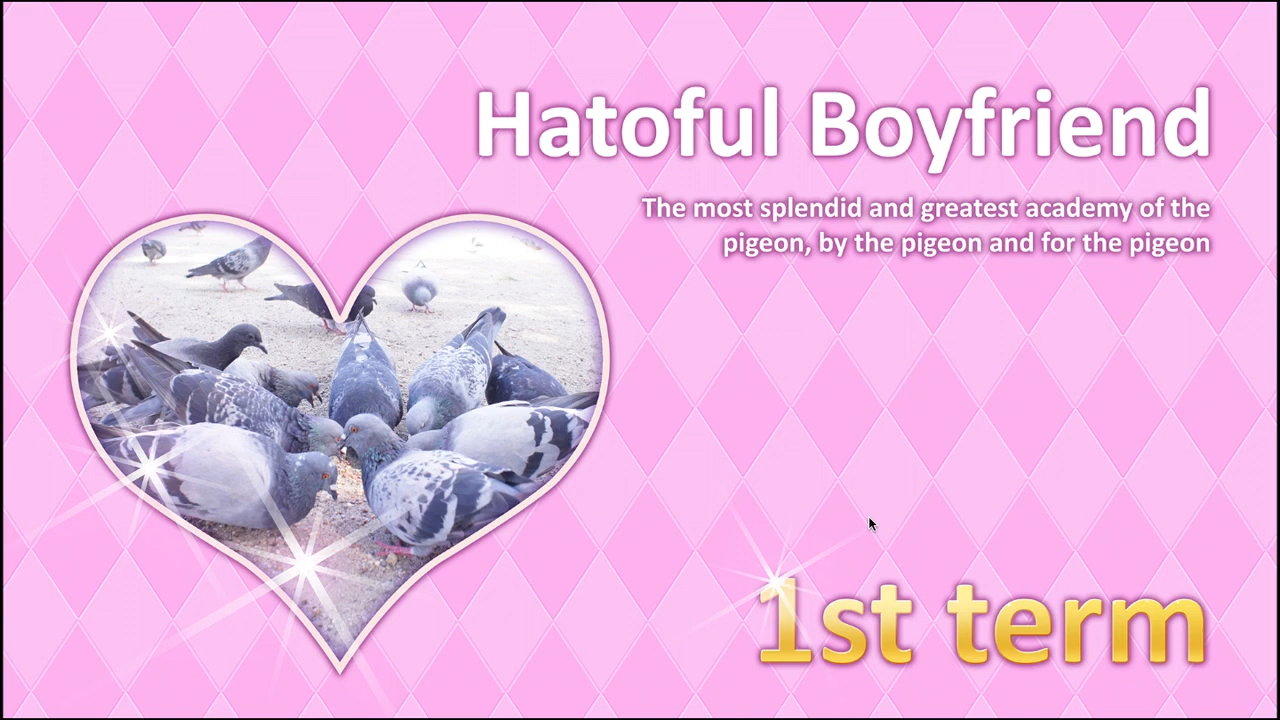 Hatoful Boyfriend
The most splendid and greatest academy of the
pigeon, by the pigeon and for the pigeon
1st term